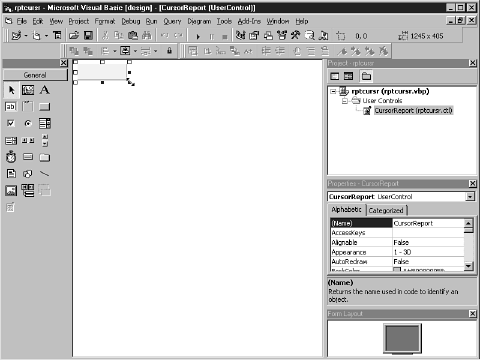 rptcursr - Microsoft Visual Basic [design] - [CursorReport (UserControl)]
File Edit View Project Format Debug Run Query Diagram Tools Add-Ins Window Help
0, 0 1245 x 405
General
Project - rptcursr
rptcursr (rptcursr.vbp)
User Controls
CursorReport (rptcursr.ctl)
Properties - CursorReport
CursorReport UserControl
Alphabetic Categorized
(Name) CursorReport
AccessKeys
Alignable False
Appearance 1 - 3D
AutoRedraw False
(Name)
Returns the name used in code to identify an
object.
Form Layout